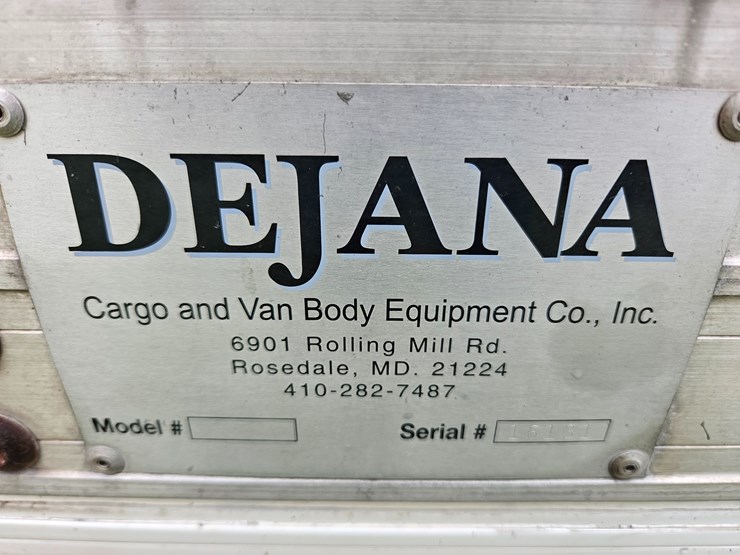 DEJANA
Cargo and Van Body Equipment Co., Inc.
6901 Rolling Mill Rd.
Rosedale, MD. 21224
410-282-7487
Model #
Serial #